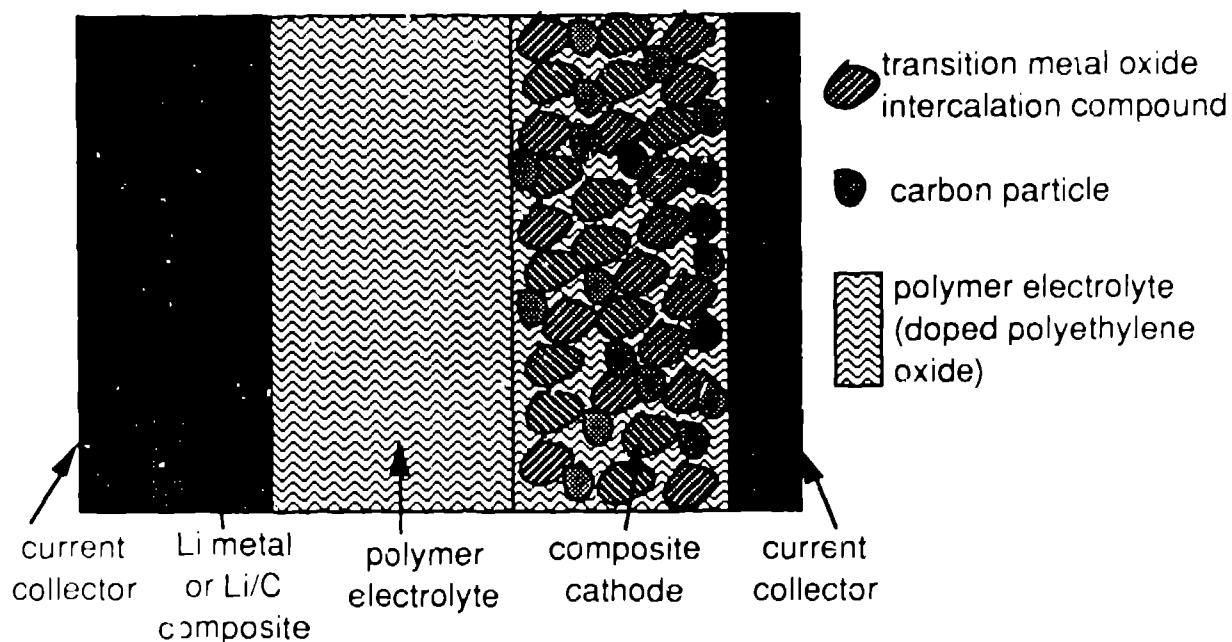 transition metal oxide
intercalation compound
carbon particle
polymer electrolyte
(doped polyethylene
oxide)
current
collector
Li metal
or Li/C
composite
polymer
electrolyte
composite
cathode
current
collector